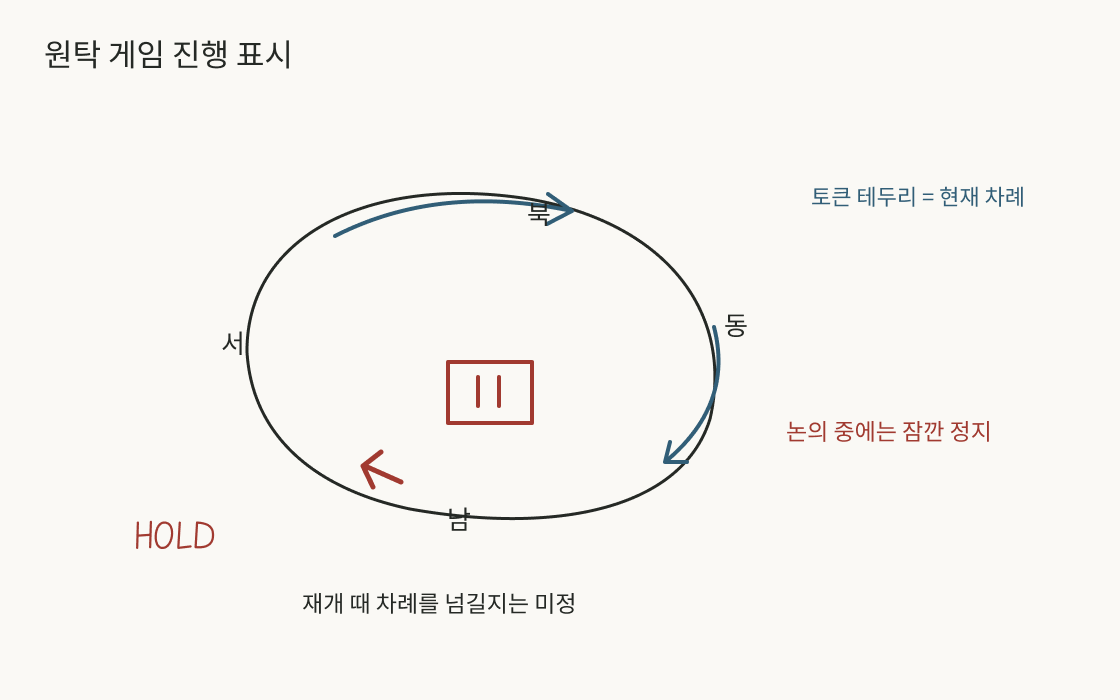 원탁 게임 진행 표시
토큰 테두리 = 현재 차례
북
동
서
논의 중에는 잠깐 정지
남
HOLD
재개 때 차례를 넘길지는 미정